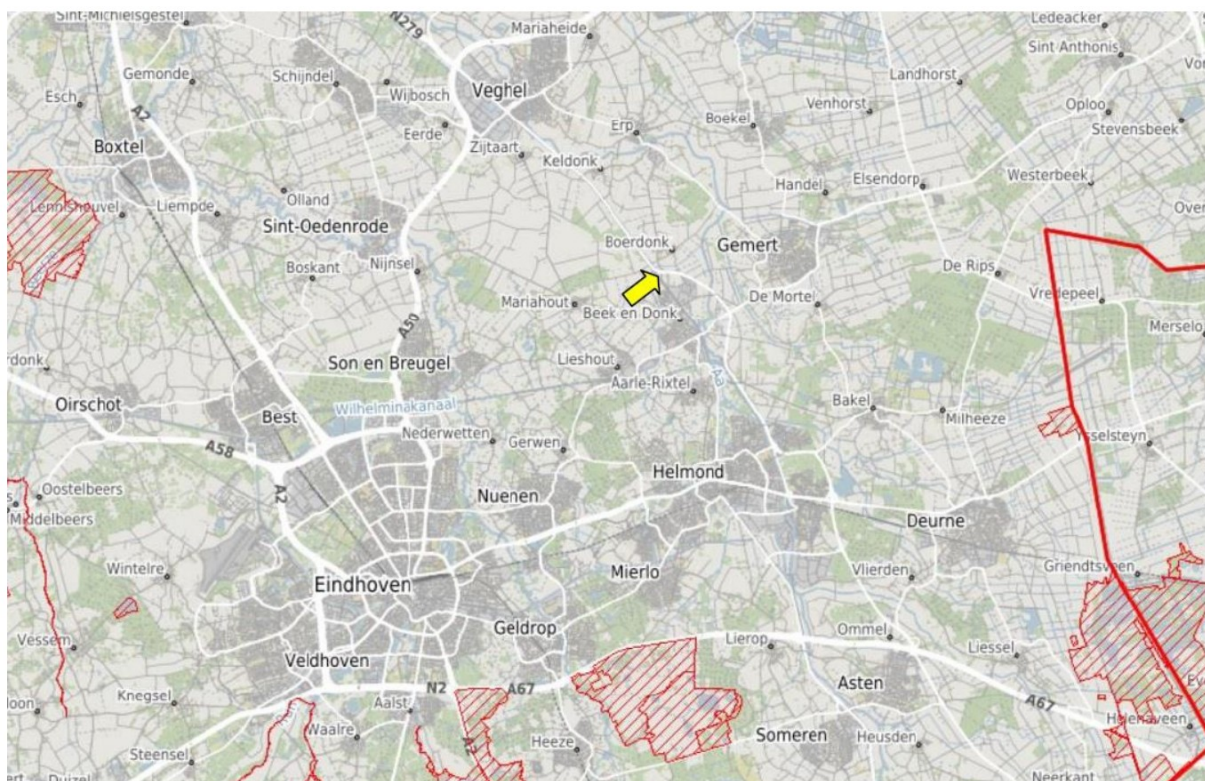 Sint-Michielsgestel
N279
Mariaheide
Ledeacker
Sint Anthonis
Gemonde
Schijndel
Wijbosch
Veghel
Landhorst
Esch
A2
Eerde
Erp
Boekel
Venhorst
Oploo
Stevensbeek
Boxtel
Zijtaart
Keldonk
Handel
Elsendorp
Westerbeek
Lennisheuvel
Liempde
Olland
Sint-Oedenrode
Boerdonk
Gemert
Boskant
Nijnsel
De Rips
Mariahout
Beek en Donk
De Mortel
Vredepeel
A50
Merselo
Son en Breugel
Lieshout
Aarle-Rixtel
Aa
Oirschot
Best
Wilhelminakanaal
Bakel
Milheeze
A58
Nederwetten
Gerwen
Ysselsteyn
A2
Nuenen
Helmond
Oostelbeers
Middelbeers
Deurne
Wintelre
Eindhoven
Mierlo
Vlierden
Griendtsveen
Vessem
Geldrop
Lierop
Ommel
Liessel
Veldhoven
Knegsel
N2
A67
Asten
A67
Aalst
Waalre
Helenaveen
Steensel
Heeze
Someren
Heusden
Neerkant